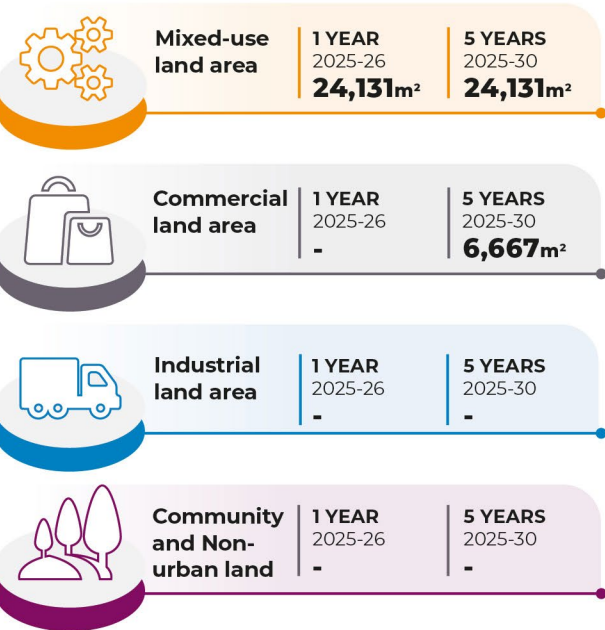 Mixed-use
land area
1 YEAR
2025-26
24,131m²
5 YEARS
2025-30
24,131m²
Commercial
land area
1 YEAR
2025-26
-
5 YEARS
2025-30
6,667m²
Industrial
land area
1 YEAR
2025-26
-
5 YEARS
2025-30
-
Community
and Non-
urban land
1 YEAR
2025-26
-
5 YEARS
2025-30
-